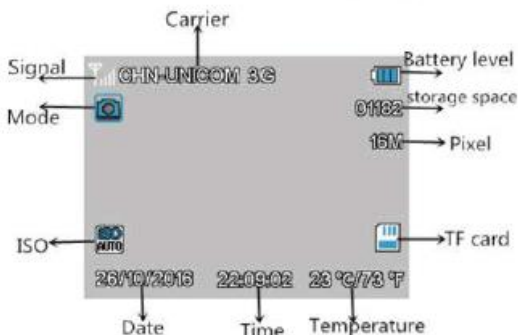 Carrier
Signal CHN-UNICOM 3G Battery level
Mode 01182 storage space
16M Pixel
ISO ISO AUTO TF card
26/10/2016 22:09:02 23 °C/73 °F
Date Time Temperature